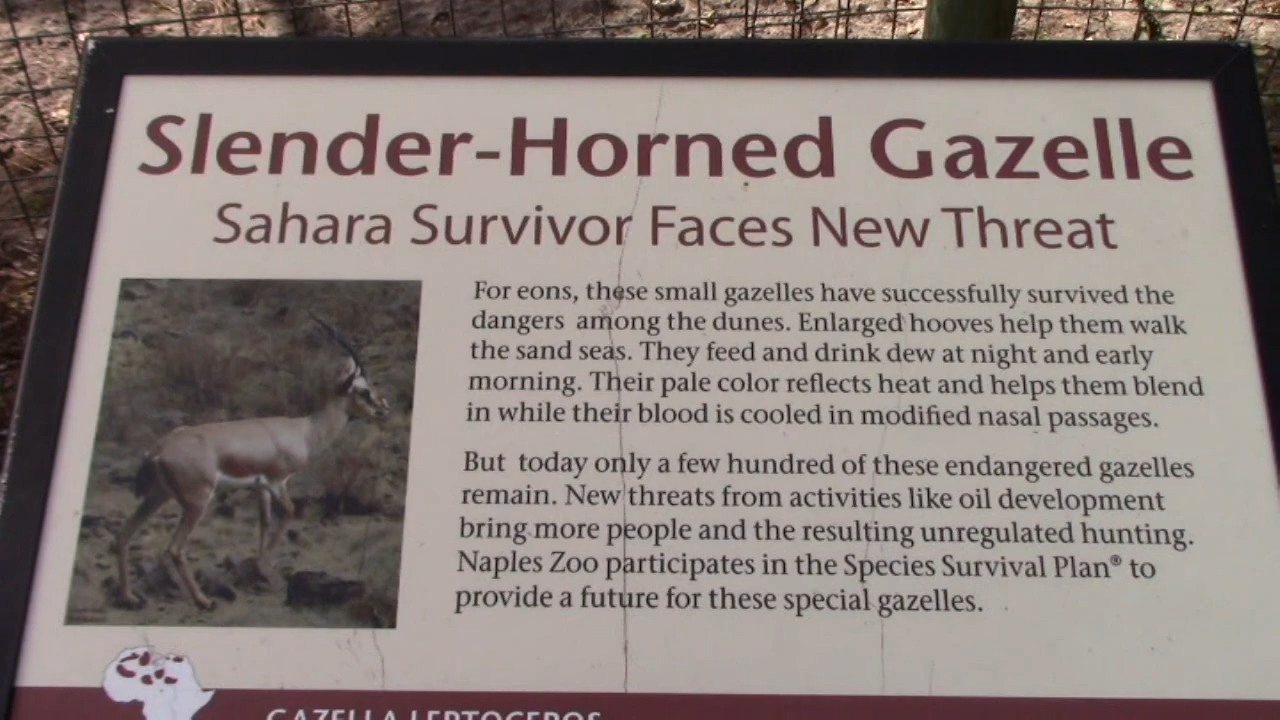 Slender-Horned Gazelle
Sahara Survivor Faces New Threat
For eons, these small gazelles have successfully survived the
dangers among the dunes. Enlarged hooves help them walk
the sand seas. They feed and drink dew at night and early
morning. Their pale color reflects heat and helps them blend
in while their blood is cooled in modified nasal passages.
But today only a few hundred of these endangered gazelles
remain. New threats from activities like oil development
bring more people and the resulting unregulated hunting.
Naples Zoo participates in the Species Survival Plan® to
provide a future for these special gazelles.
GAZELLA LEPTOCEROS